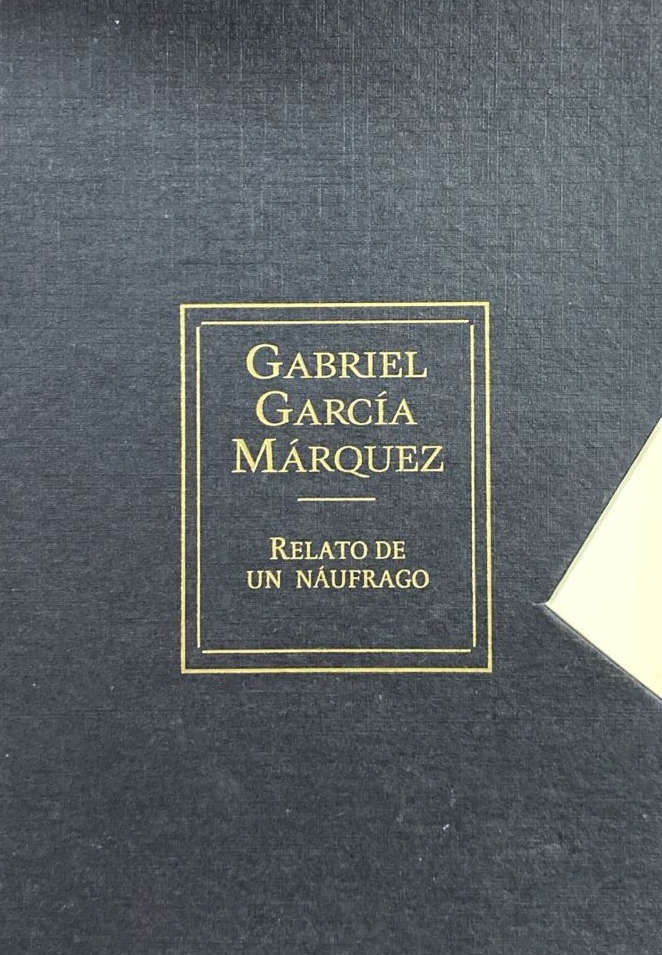 GABRIEL
GARCÍA
MÁRQUEZ
RELATO DE
UN NÁUFRAGO